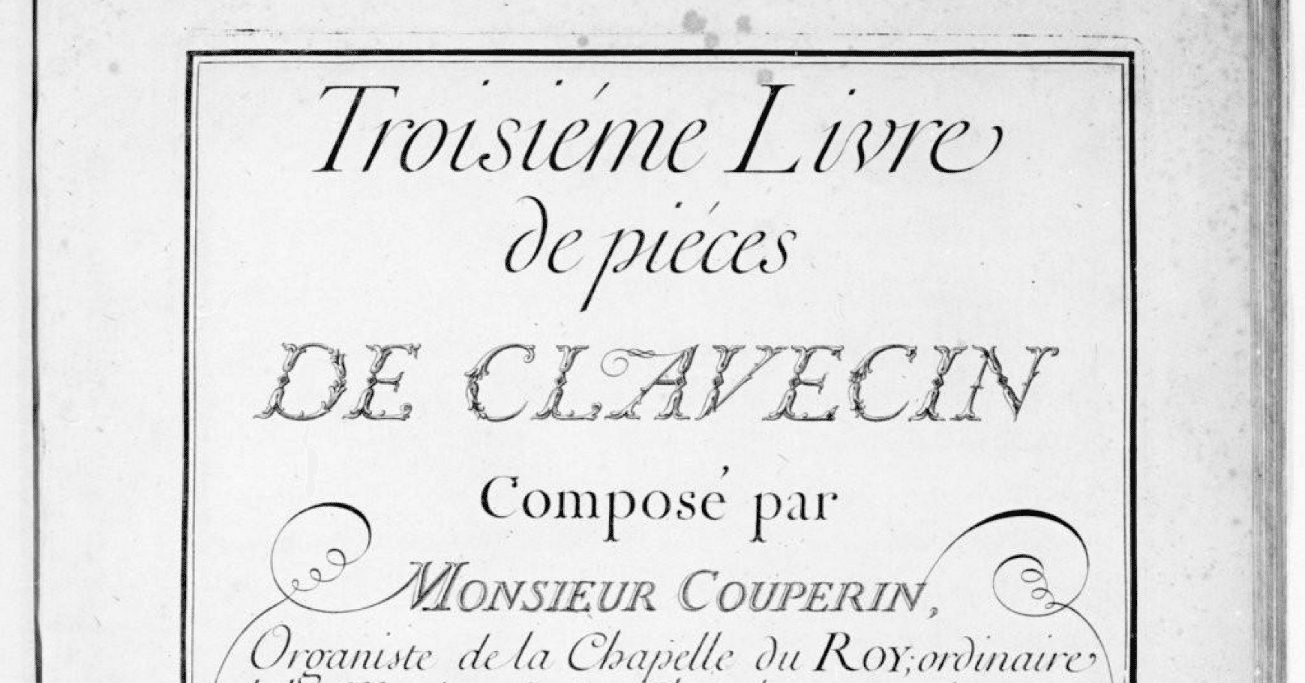 Troisiéme Livre
de piéces
DE CLAVECIN
Composé par
MONSIEUR COUPERIN,
Organiste de la Chapelle du ROY; ordinaire